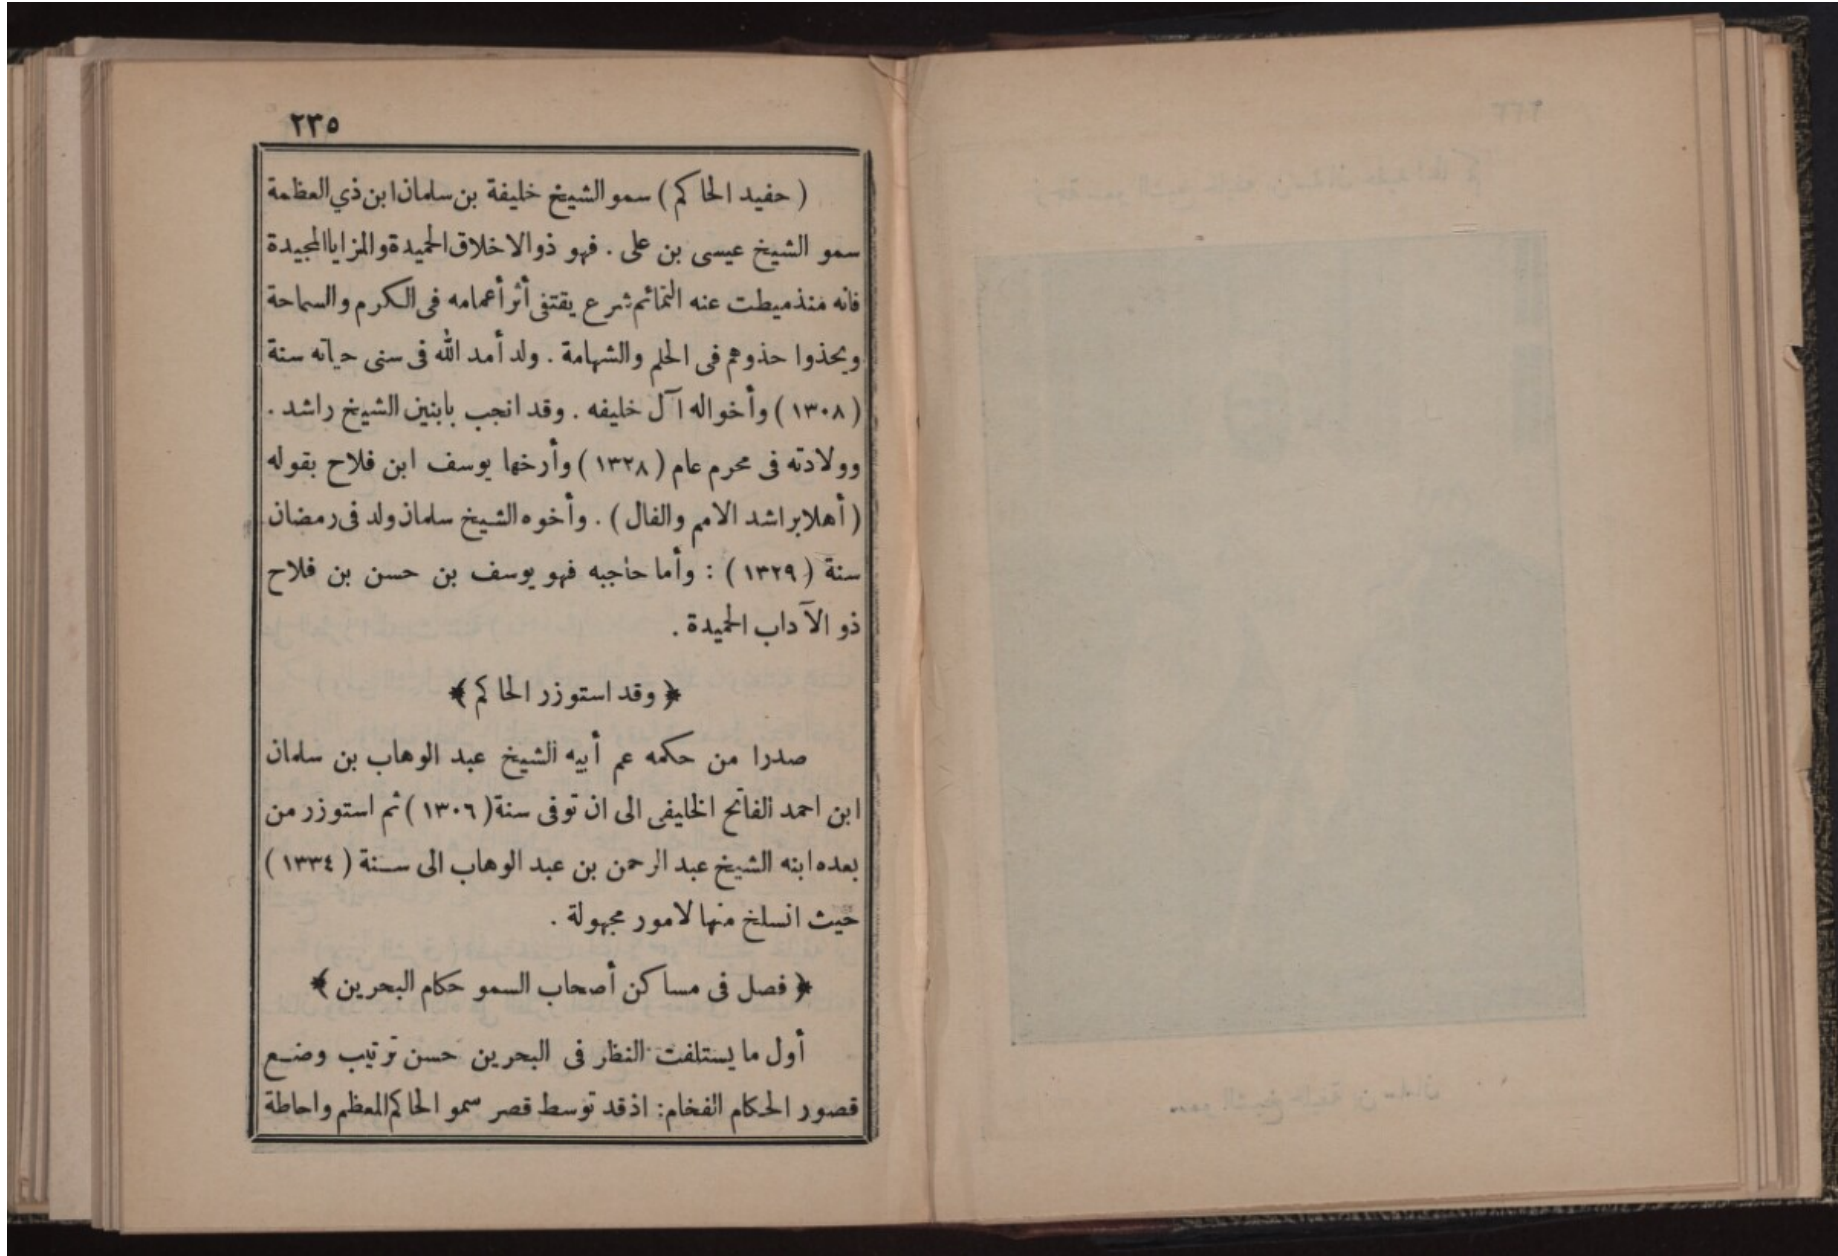 ٢٣٥
( حفيد الحاكم ) سمو الشيخ خليفة بن سلمان ابن ذي العظمة
سمو الشيخ عيسى بن على . فهو ذو الاخلاق الحميدة والمزايا المجيدة
فانه منذ ميطت عنه التمائم شرع يقتفى أثر أعمامه فى الكرم والسماحة
ويحذوا حذوهم فى الحلم والشهامة . ولد أمد الله فى سنى حياته سنة
( ١٣٠٨ ) وأخواله آل خليفه . وقد انجب بابنين الشيخ راشد .
وولادته فى محرم عام ( ١٣٢٨ ) وأرخها يوسف ابن فلاح بقوله
( أهلا براشد الامم والفال ) . وأخوه الشيخ سلمان ولد فى رمضان
سنة ( ١٣٢٩ ) : وأما حاجبه فهو يوسف بن حسن بن فلاح
ذو الآداب الحميدة .
﴿ وقد استوزر الحاكم ﴾
صدرا من حكمه عم أبيه الشيخ عبد الوهاب بن سلمان
ابن احمد الفاتح الخليفى الى ان توفى سنة ( ١٣٠٦ ) ثم استوزر من
بعده ابنه الشيخ عبد الرحمن بن عبد الوهاب الى سنة ( ١٣٣٤ )
حيث انسلخ منها لامور مجهولة .
﴿ فصل فى مساكن أصحاب السمو حكام البحرين ﴾
أول ما يستلفت النظر فى البحرين حسن ترتيب وضع
قصور الحكام الفخام: اذ قد توسط قصر سمو الحاكم المعظم واحاطة